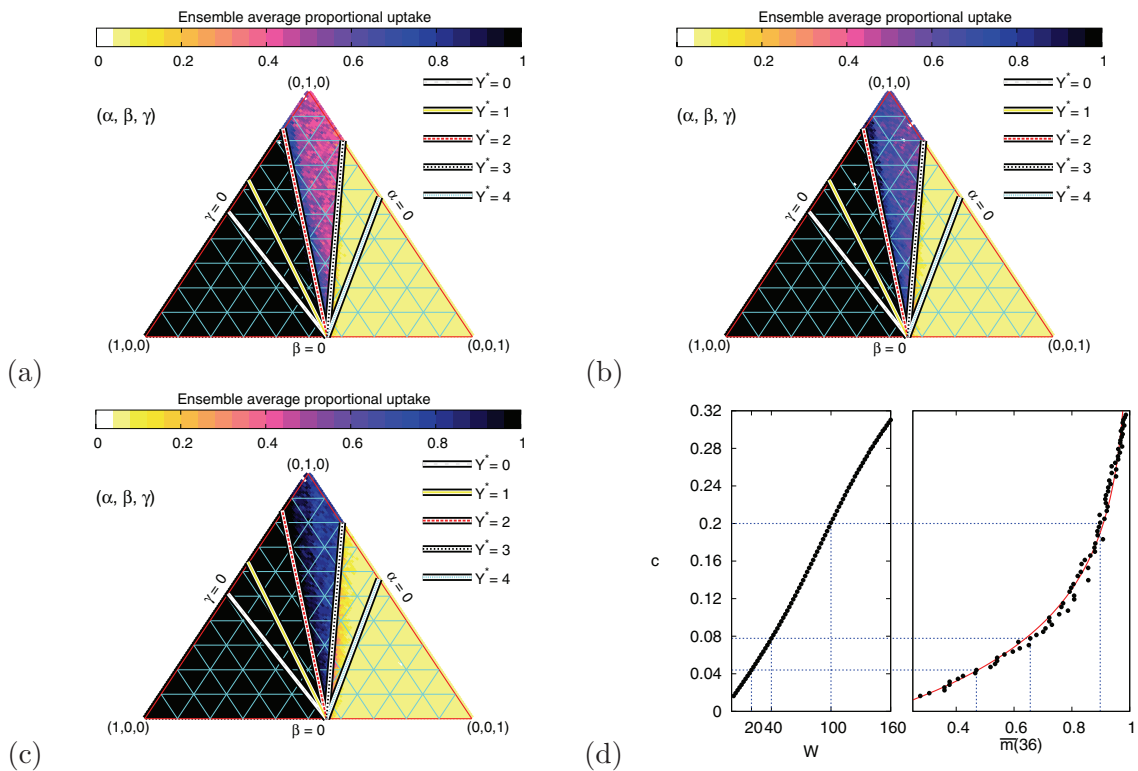 Ensemble average proportional uptake
0 0.2 0.4 0.6 0.8 1
(0,1,0)
(α, β, γ)
Y* = 0
Y* = 1
Y* = 2
Y* = 3
Y* = 4
γ = 0
α = 0
(1,0,0)
β = 0
(0,0,1)
(a)
Ensemble average proportional uptake
0 0.2 0.4 0.6 0.8 1
(0,1,0)
(α, β, γ)
Y* = 0
Y* = 1
Y* = 2
Y* = 3
Y* = 4
γ = 0
α = 0
(1,0,0)
β = 0
(0,0,1)
(b)
Ensemble average proportional uptake
0 0.2 0.4 0.6 0.8 1
(0,1,0)
(α, β, γ)
Y* = 0
Y* = 1
Y* = 2
Y* = 3
Y* = 4
γ = 0
α = 0
(1,0,0)
β = 0
(0,0,1)
(c)
0.32
0.28
0.24
0.2
0.16
0.12
0.08
0.04
0
c
20 40 100 160
W
0.4 0.6 0.8 1
m̅(36)
(d)